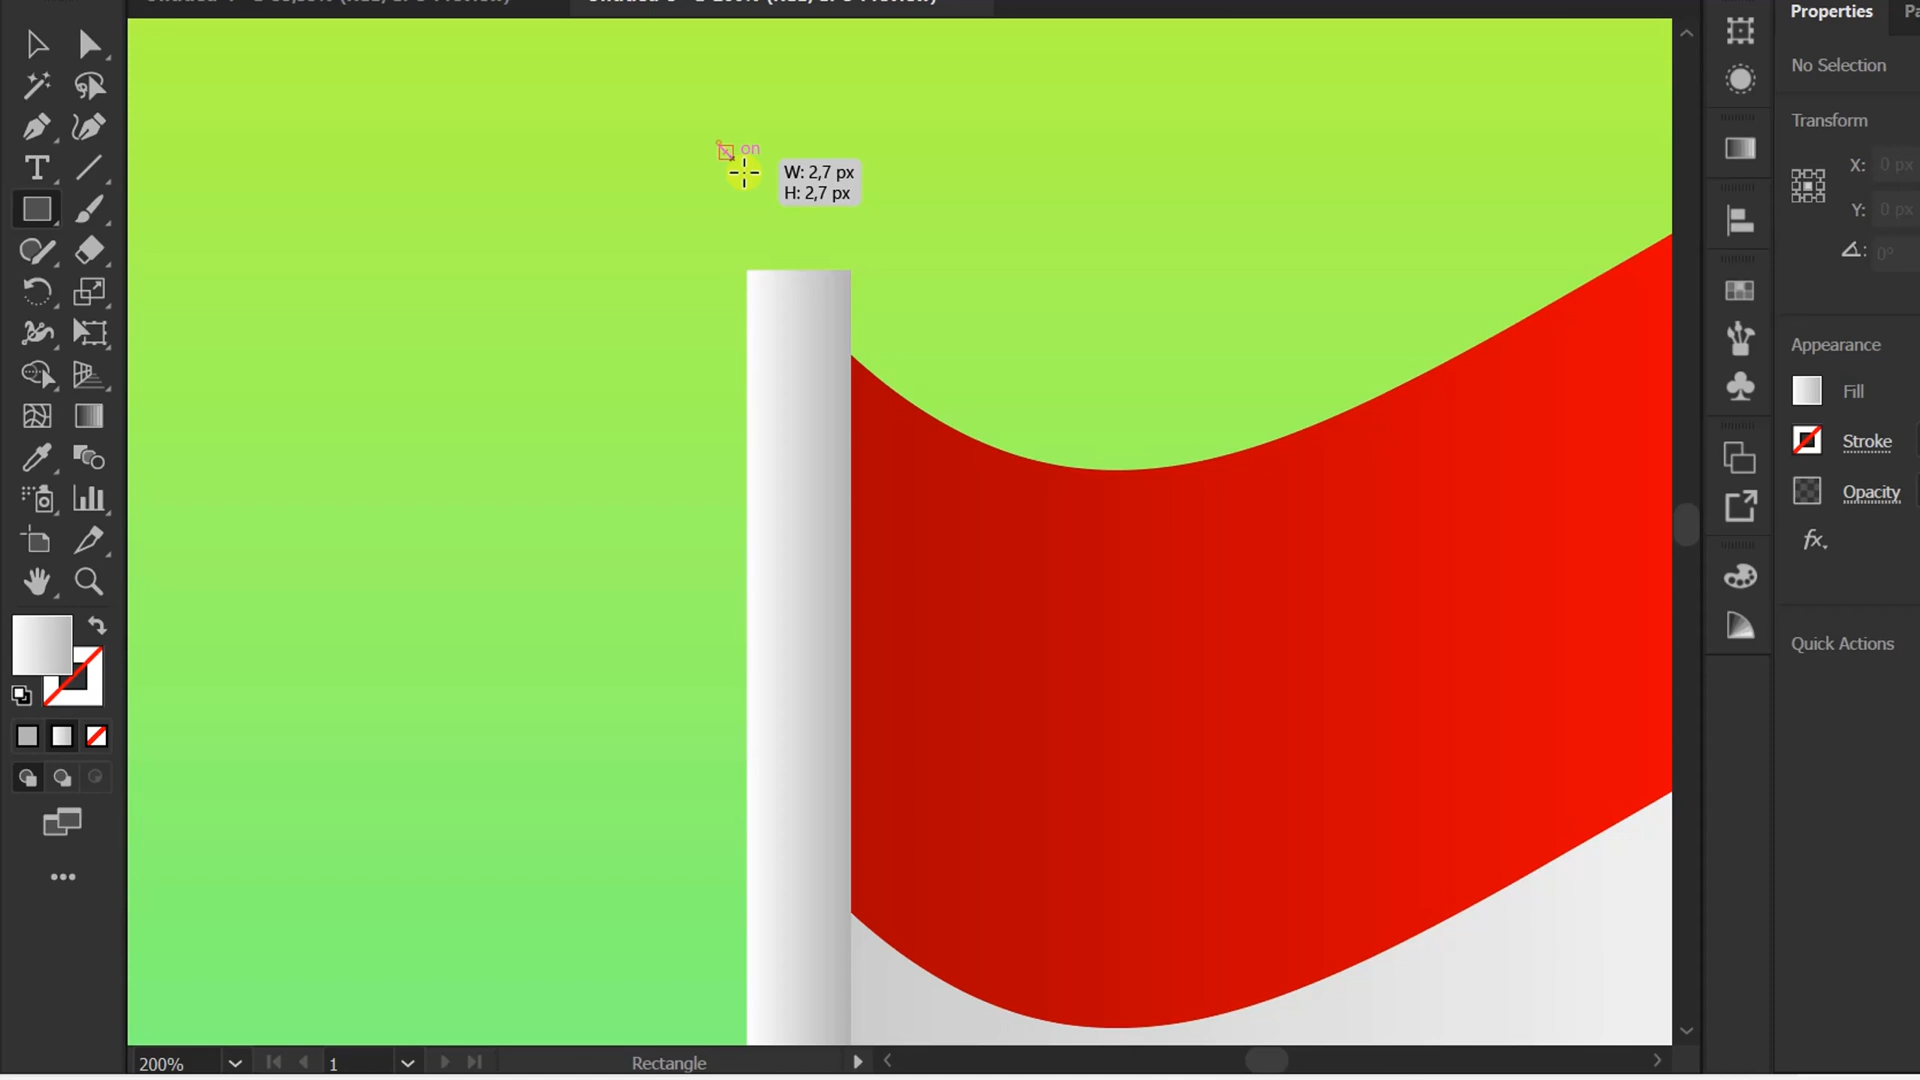 Properties
No Selection
Transform
X: 0 px
Y: 0 px
0°
Appearance
Fill
Stroke
Opacity
fx
Quick Actions
on
W: 2,7 px
H: 2,7 px
200%
1
Rectangle